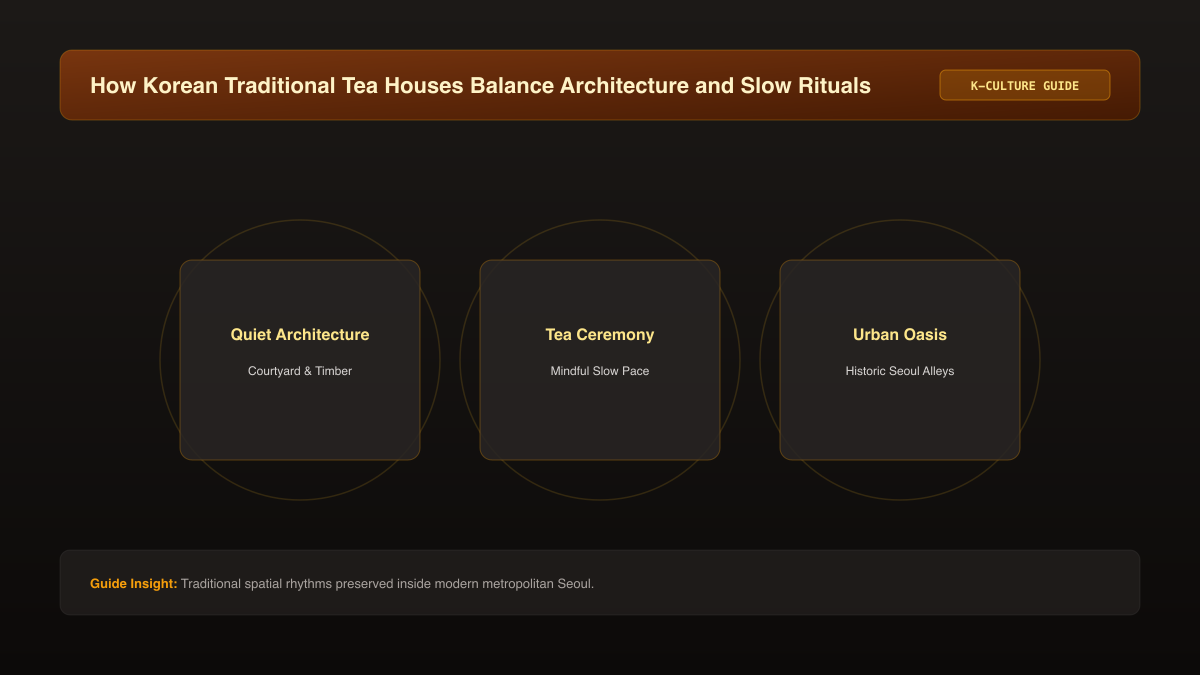 How Korean Traditional Tea Houses Balance Architecture and Slow Rituals
K–CULTURE GUIDE
Quiet Architecture
Courtyard & Timber
Tea Ceremony
Mindful Slow Pace
Urban Oasis
Historic Seoul Alleys
Guide Insight: Traditional spatial rhythms preserved inside modern metropolitan Seoul.